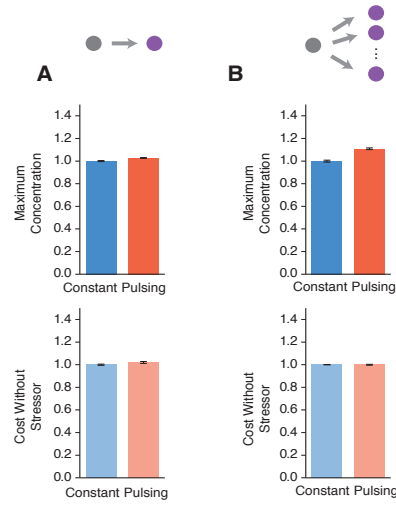 A
B
1.4
1.2
1.0
0.8
0.6
0.4
0.2
0.0
Maximum
Concentration
Constant Pulsing
1.4
1.2
1.0
0.8
0.6
0.4
0.2
0.0
Maximum
Concentration
Constant Pulsing
1.4
1.2
1.0
0.8
0.6
0.4
0.2
0.0
Cost Without
Stressor
Constant Pulsing
1.4
1.2
1.0
0.8
0.6
0.4
0.2
0.0
Cost Without
Stressor
Constant Pulsing